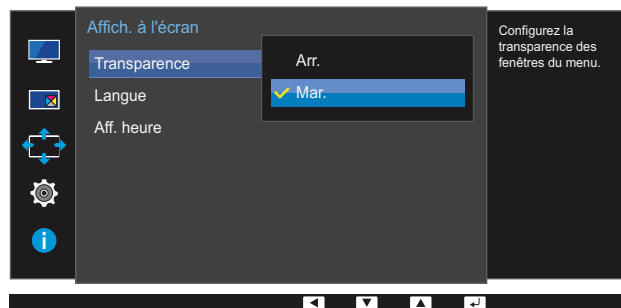 Affich. à l'écran
Transparence
Langue
Aff. heure
Arr.
Mar.
Configurez la
transparence des
fenêtres du menu.